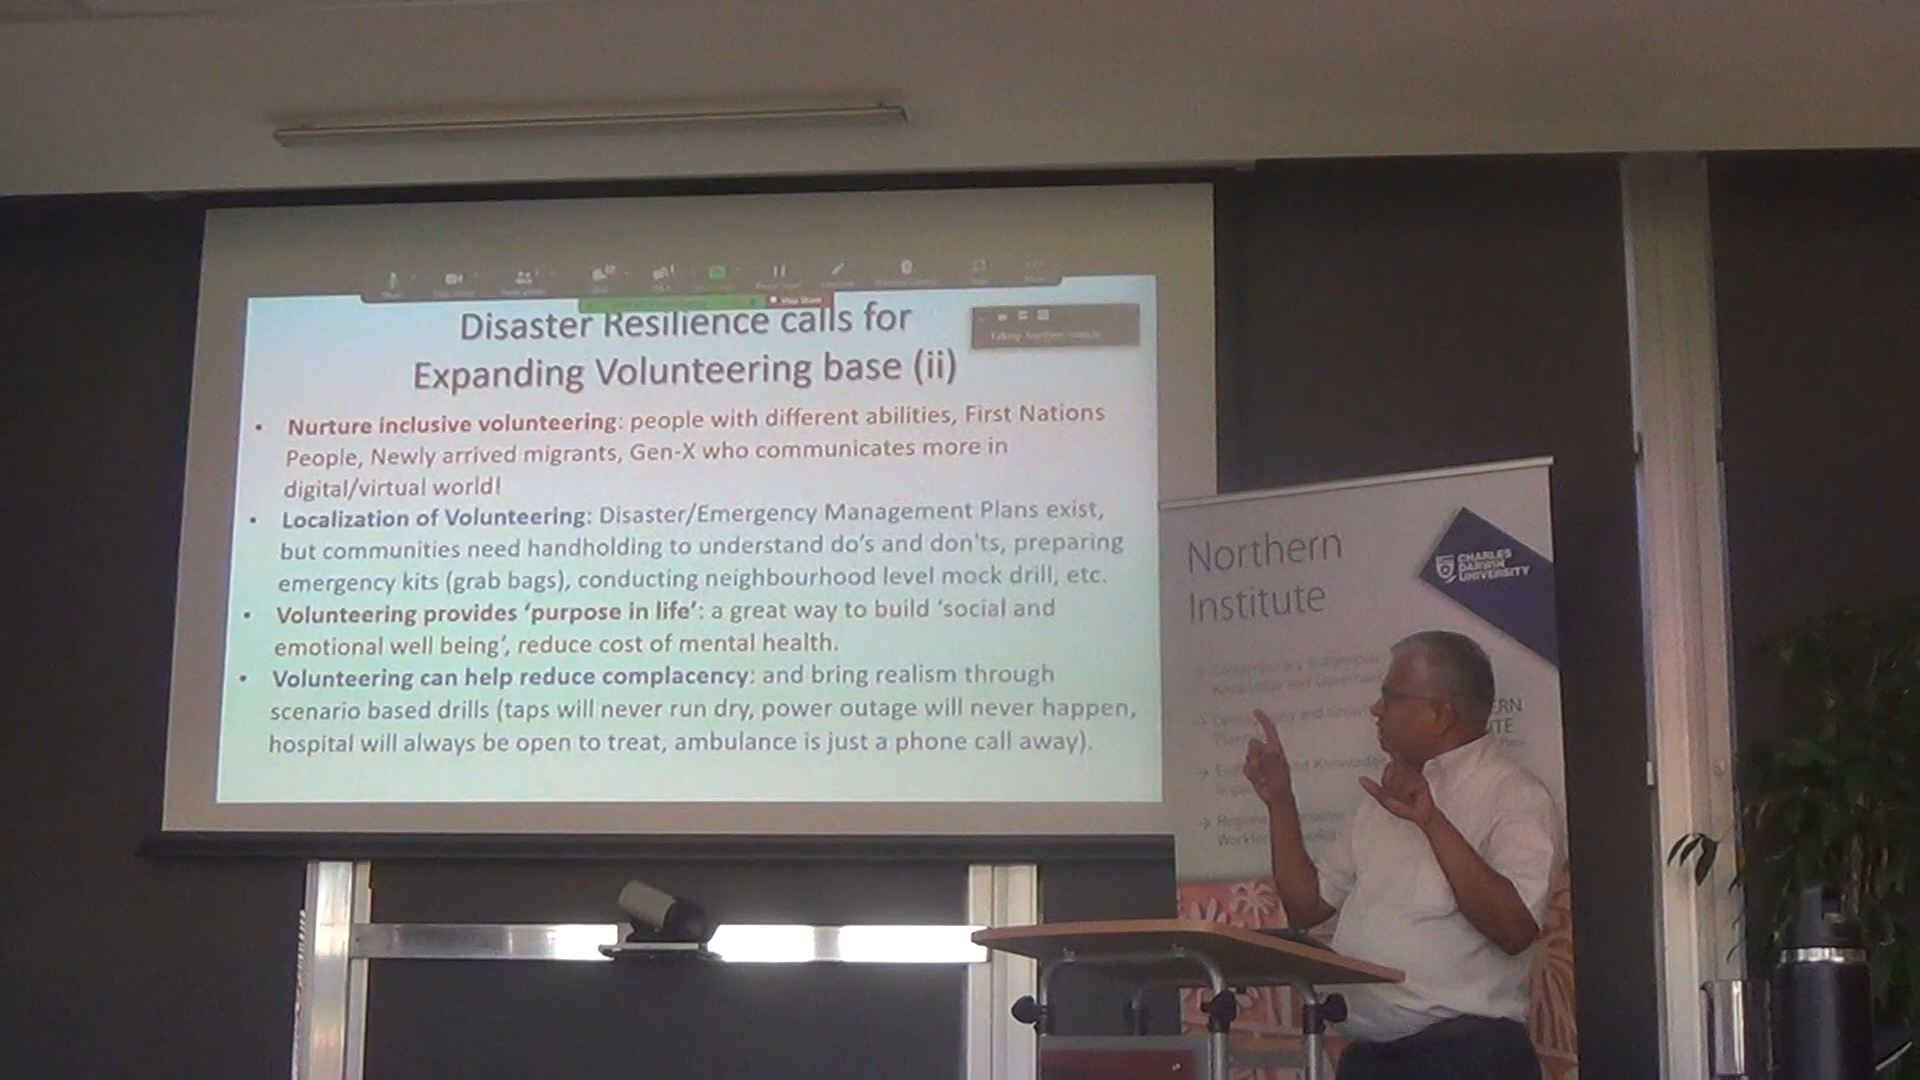 Stop Share
Disaster Resilience calls for
Expanding Volunteering base (ii)
• Nurture inclusive volunteering: people with different abilities, First Nations
People, Newly arrived migrants, Gen-X who communicates more in
digital/virtual world!
• Localization of Volunteering: Disaster/Emergency Management Plans exist,
but communities need handholding to understand do's and don'ts, preparing
emergency kits (grab bags), conducting neighbourhood level mock drill, etc.
• Volunteering provides ‘purpose in life’: a great way to build ‘social and
emotional well being’, reduce cost of mental health.
• Volunteering can help reduce complacency: and bring realism through
scenario based drills (taps will never run dry, power outage will never happen,
hospital will always be open to treat, ambulance is just a phone call away).
Northern
Institute
CHARLES
DARWIN
UNIVERSITY